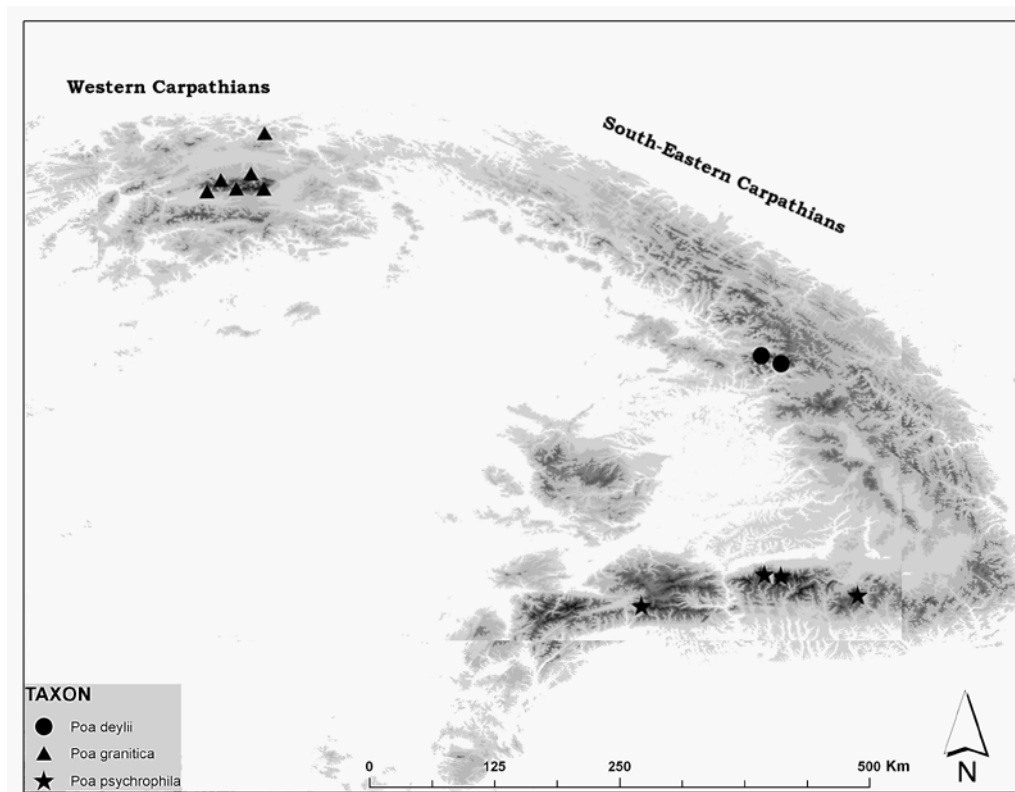 Western Carpathians
South-Eastern Carpathians
TAXON
Poa deylii
Poa granitica
Poa psychrophila
0 125 250 500 Km
N